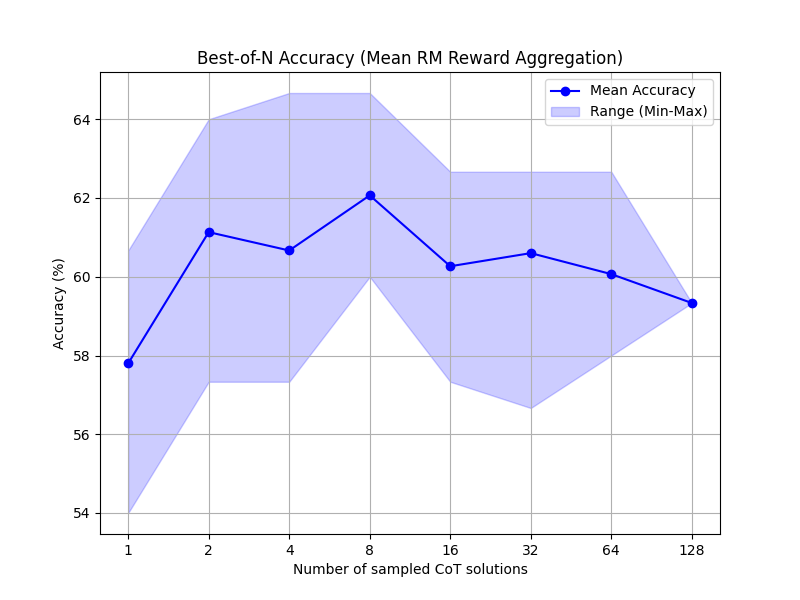 Best-of-N Accuracy (Mean RM Reward Aggregation)
Mean Accuracy
Range (Min-Max)
Accuracy (%)
64
62
60
58
56
54
1 2 4 8 16 32 64 128
Number of sampled CoT solutions